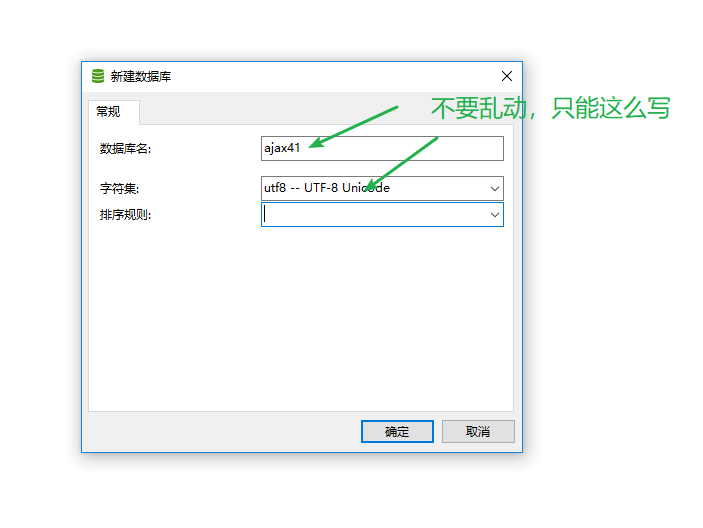 新建数据库
常规
不要乱动，只能这么写
数据库名:
ajax41
字符集:
utf8 -- UTF-8 Unicode
排序规则:
确定
取消